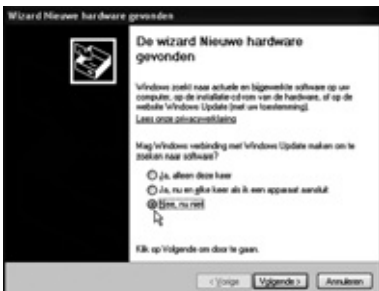 Wizard Nieuwe hardware gevonden
De wizard Nieuwe hardware
gevonden
Windows zoekt naar actuele en bijgewerkte software op uw
computer, op de installatie-cd-rom van de hardware, of op de
website Windows Update (met uw toestemming).
Lees onze privacyverklaring
Mag Windows verbinding met Windows Update maken om te
zoeken naar software?
Ja, alleen deze keer
Ja, nu en elke keer als ik een apparaat aansluit
Nee, nu niet
Klik op Volgende om door te gaan.
< Vorige
Volgende >
Annuleren